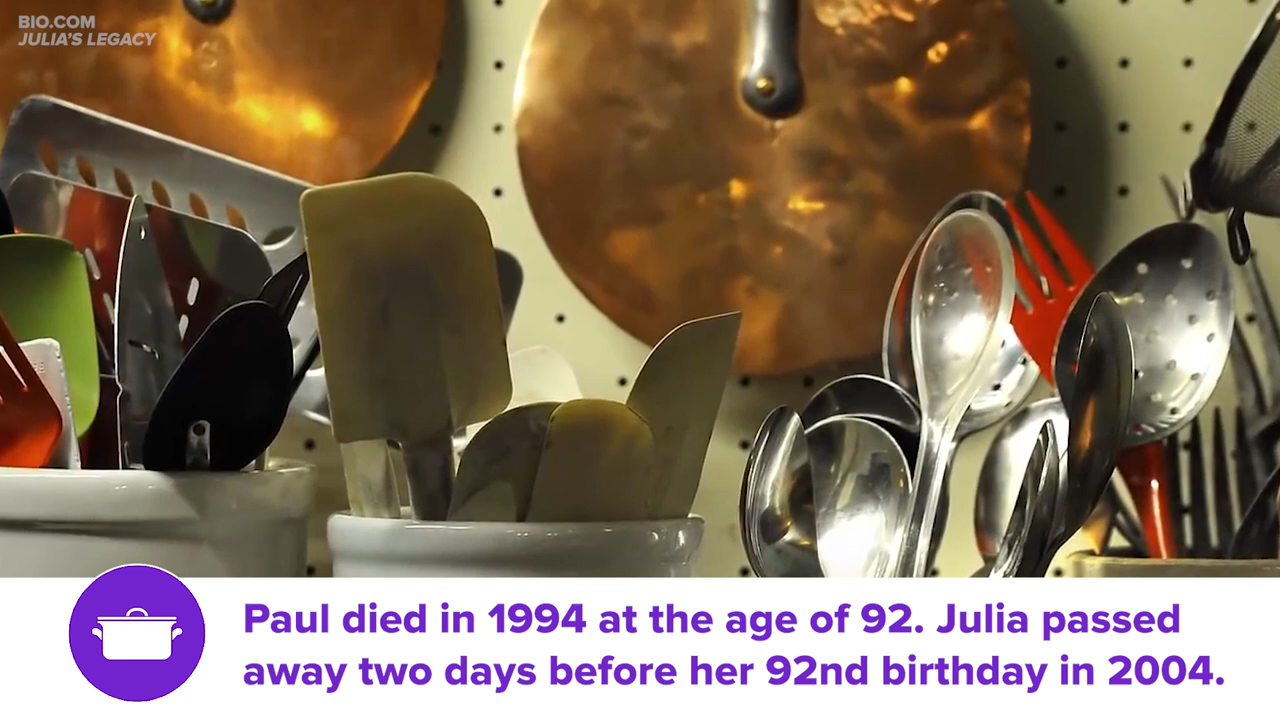 BIO.COM
JULIA'S LEGACY
Paul died in 1994 at the age of 92. Julia passed
away two days before her 92nd birthday in 2004.